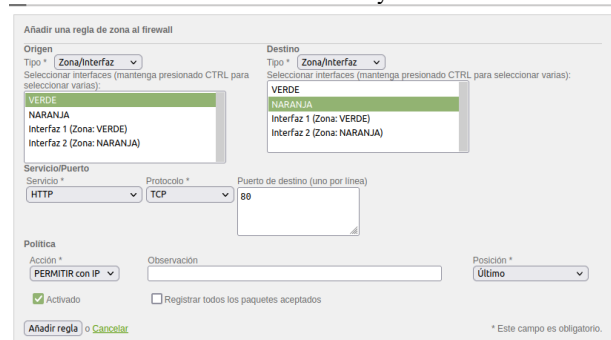 Añadir una regla de zona al firewall
Origen
Destino
Tipo * Zona/Interfaz
Tipo * Zona/Interfaz
Seleccionar interfaces (mantenga presionado CTRL para seleccionar varias):
Seleccionar interfaces (mantenga presionado CTRL para seleccionar varias):
VERDE
NARANJA
Interfaz 1 (Zona: VERDE)
Interfaz 2 (Zona: NARANJA)
VERDE
NARANJA
Interfaz 1 (Zona: VERDE)
Interfaz 2 (Zona: NARANJA)
Servicio/Puerto
Servicio * Protocolo * Puerto de destino (uno por línea)
HTTP TCP 80
Política
Acción * Observación Posición *
PERMITIR con IP Último
Activado Registrar todos los paquetes aceptados
Añadir regla o Cancelar * Este campo es obligatorio.